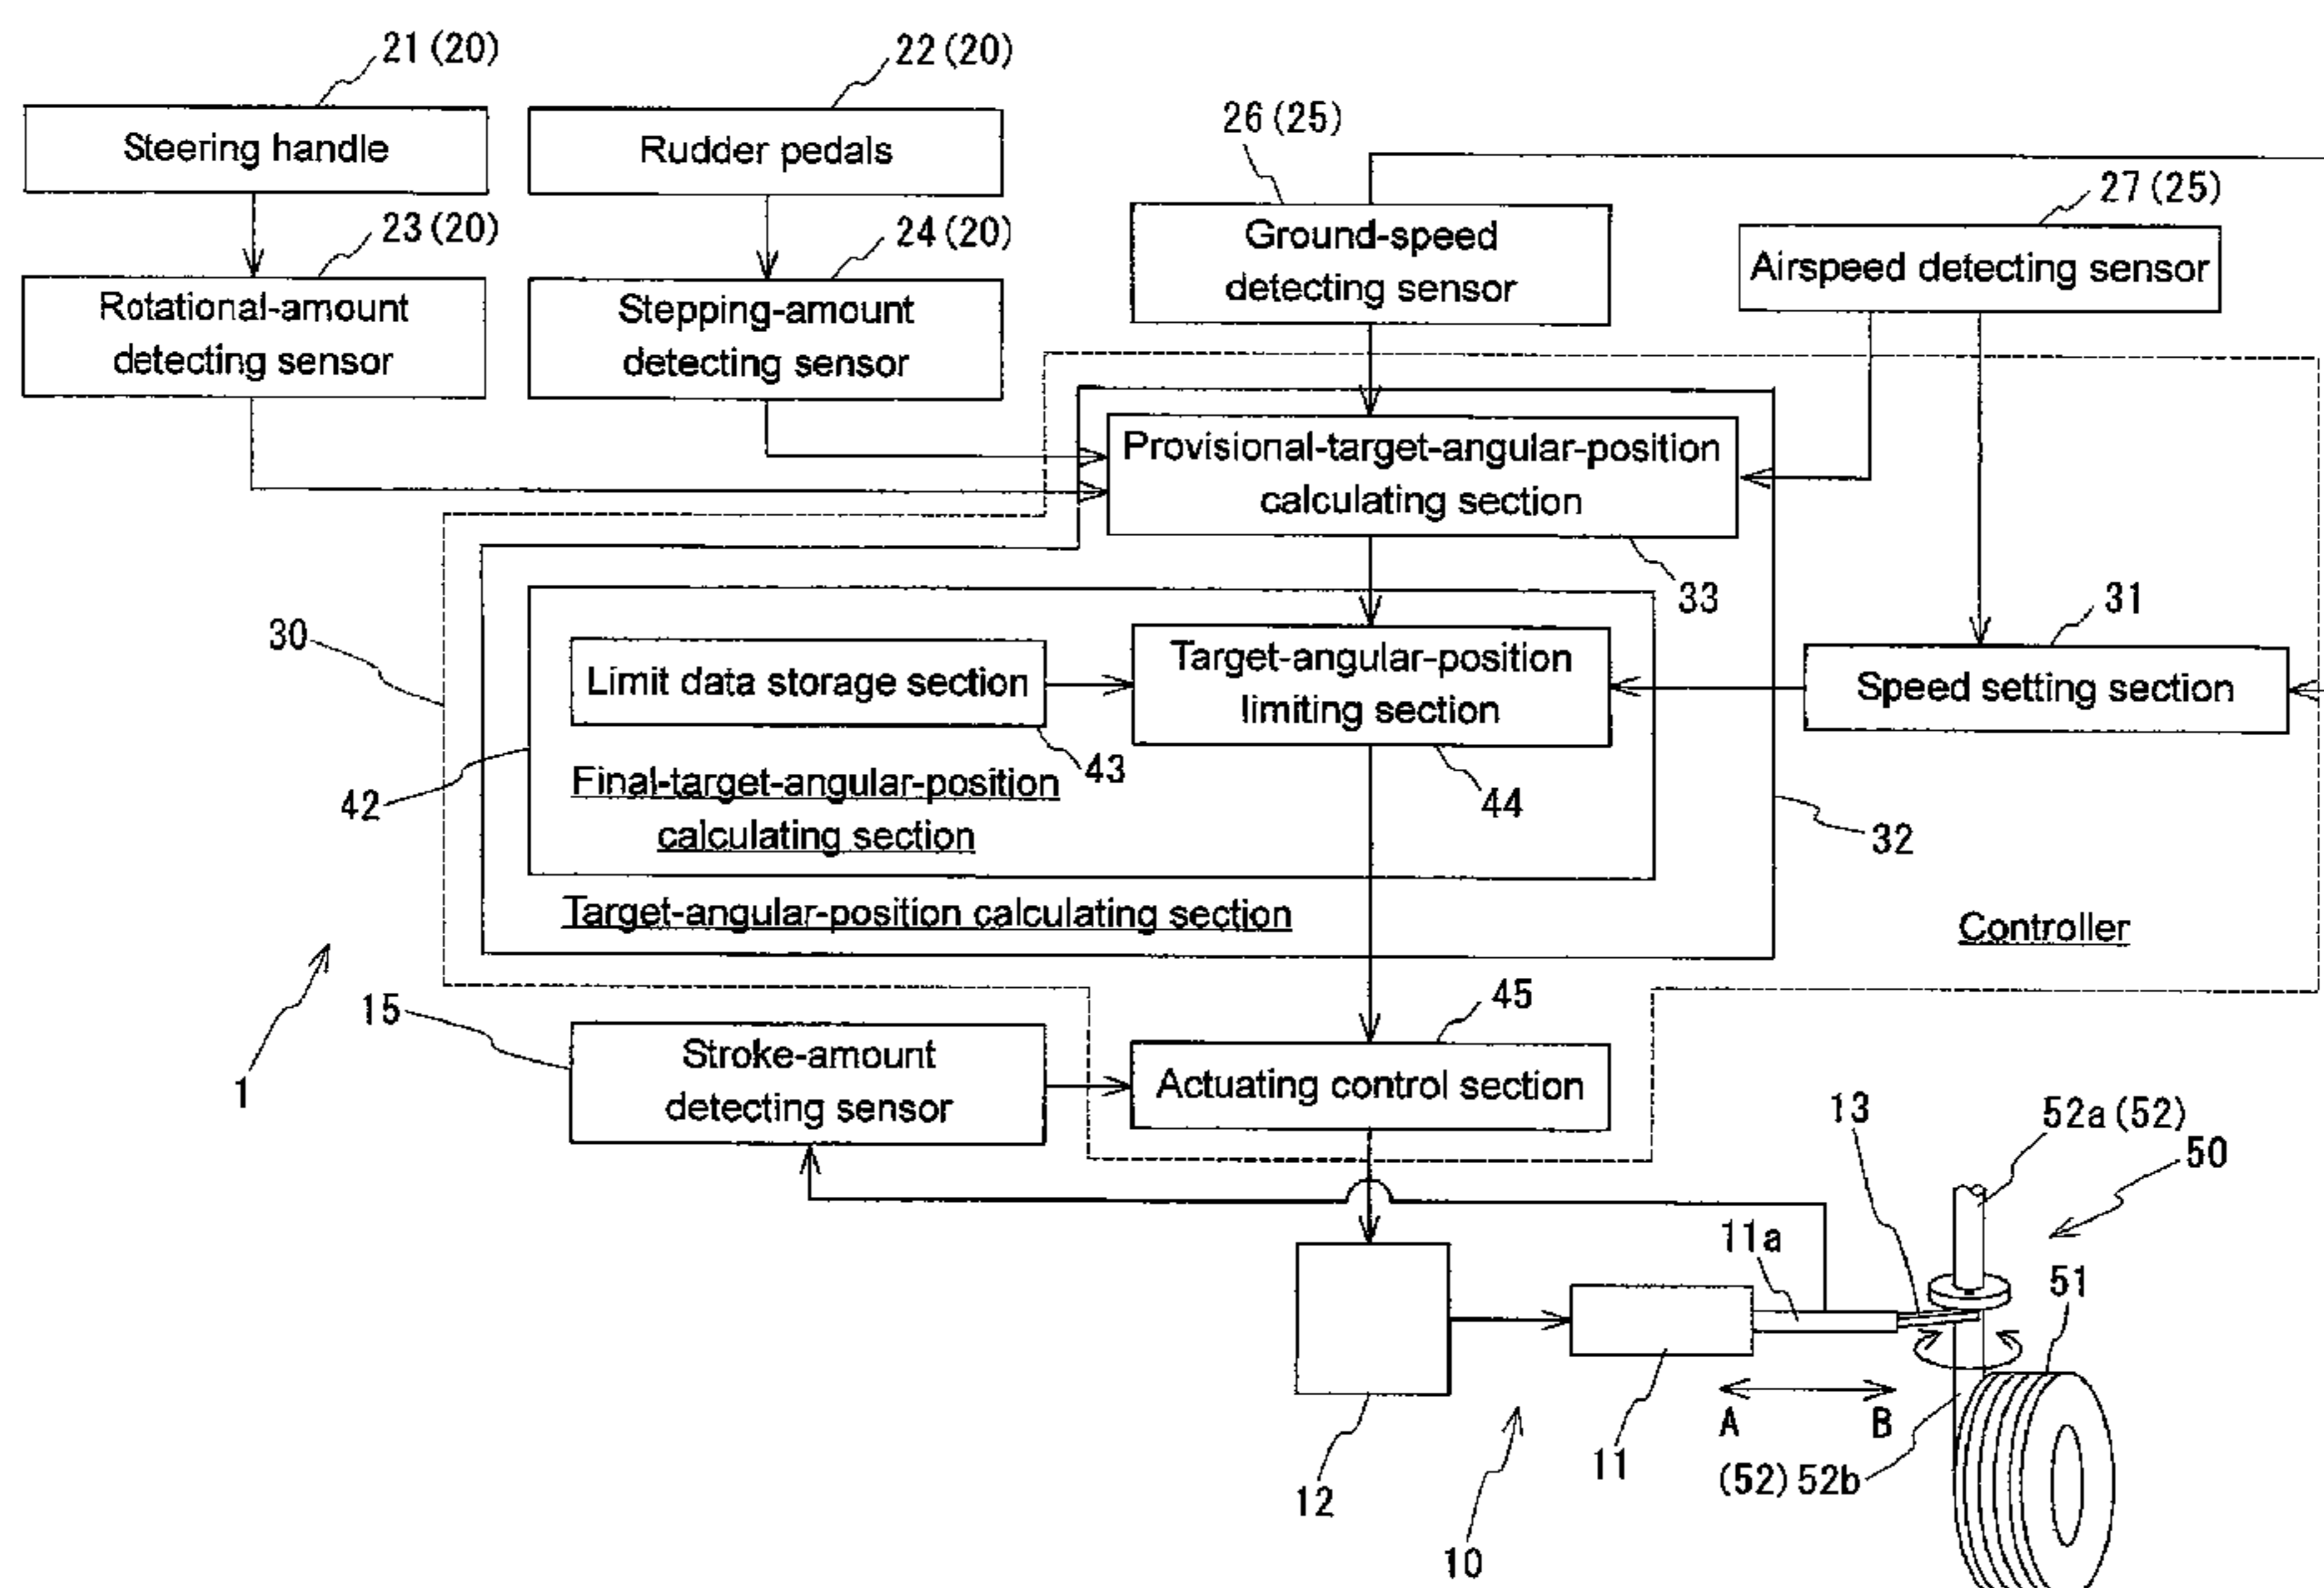 21(20)
22(20)
Steering handle
Rudder pedals
26(25)
27(25)
23(20)
24(20)
Rotational-amount
detecting sensor
Stepping-amount
detecting sensor
Ground-speed
detecting sensor
Airspeed detecting sensor
Provisional-target-angular-position
calculating section
33
31
30
Limit data storage section
Target-angular-position
limiting section
Speed setting section
43
44
42
32
Final-target-angular-position
calculating section
Target-angular-position calculating section
Controller
1
15
45
Stroke-amount
detecting sensor
Actuating control section
13
52a(52)
50
11a
51
A
B
12
11
(52)52b
10